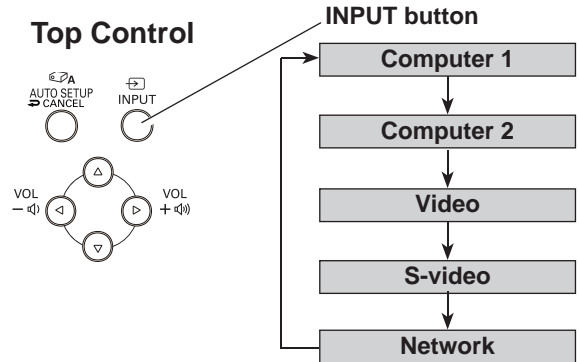 INPUT button
Top Control
A
AUTO SETUP
CANCEL
INPUT
VOL
–
VOL
+
Computer 1
Computer 2
Video
S-video
Network